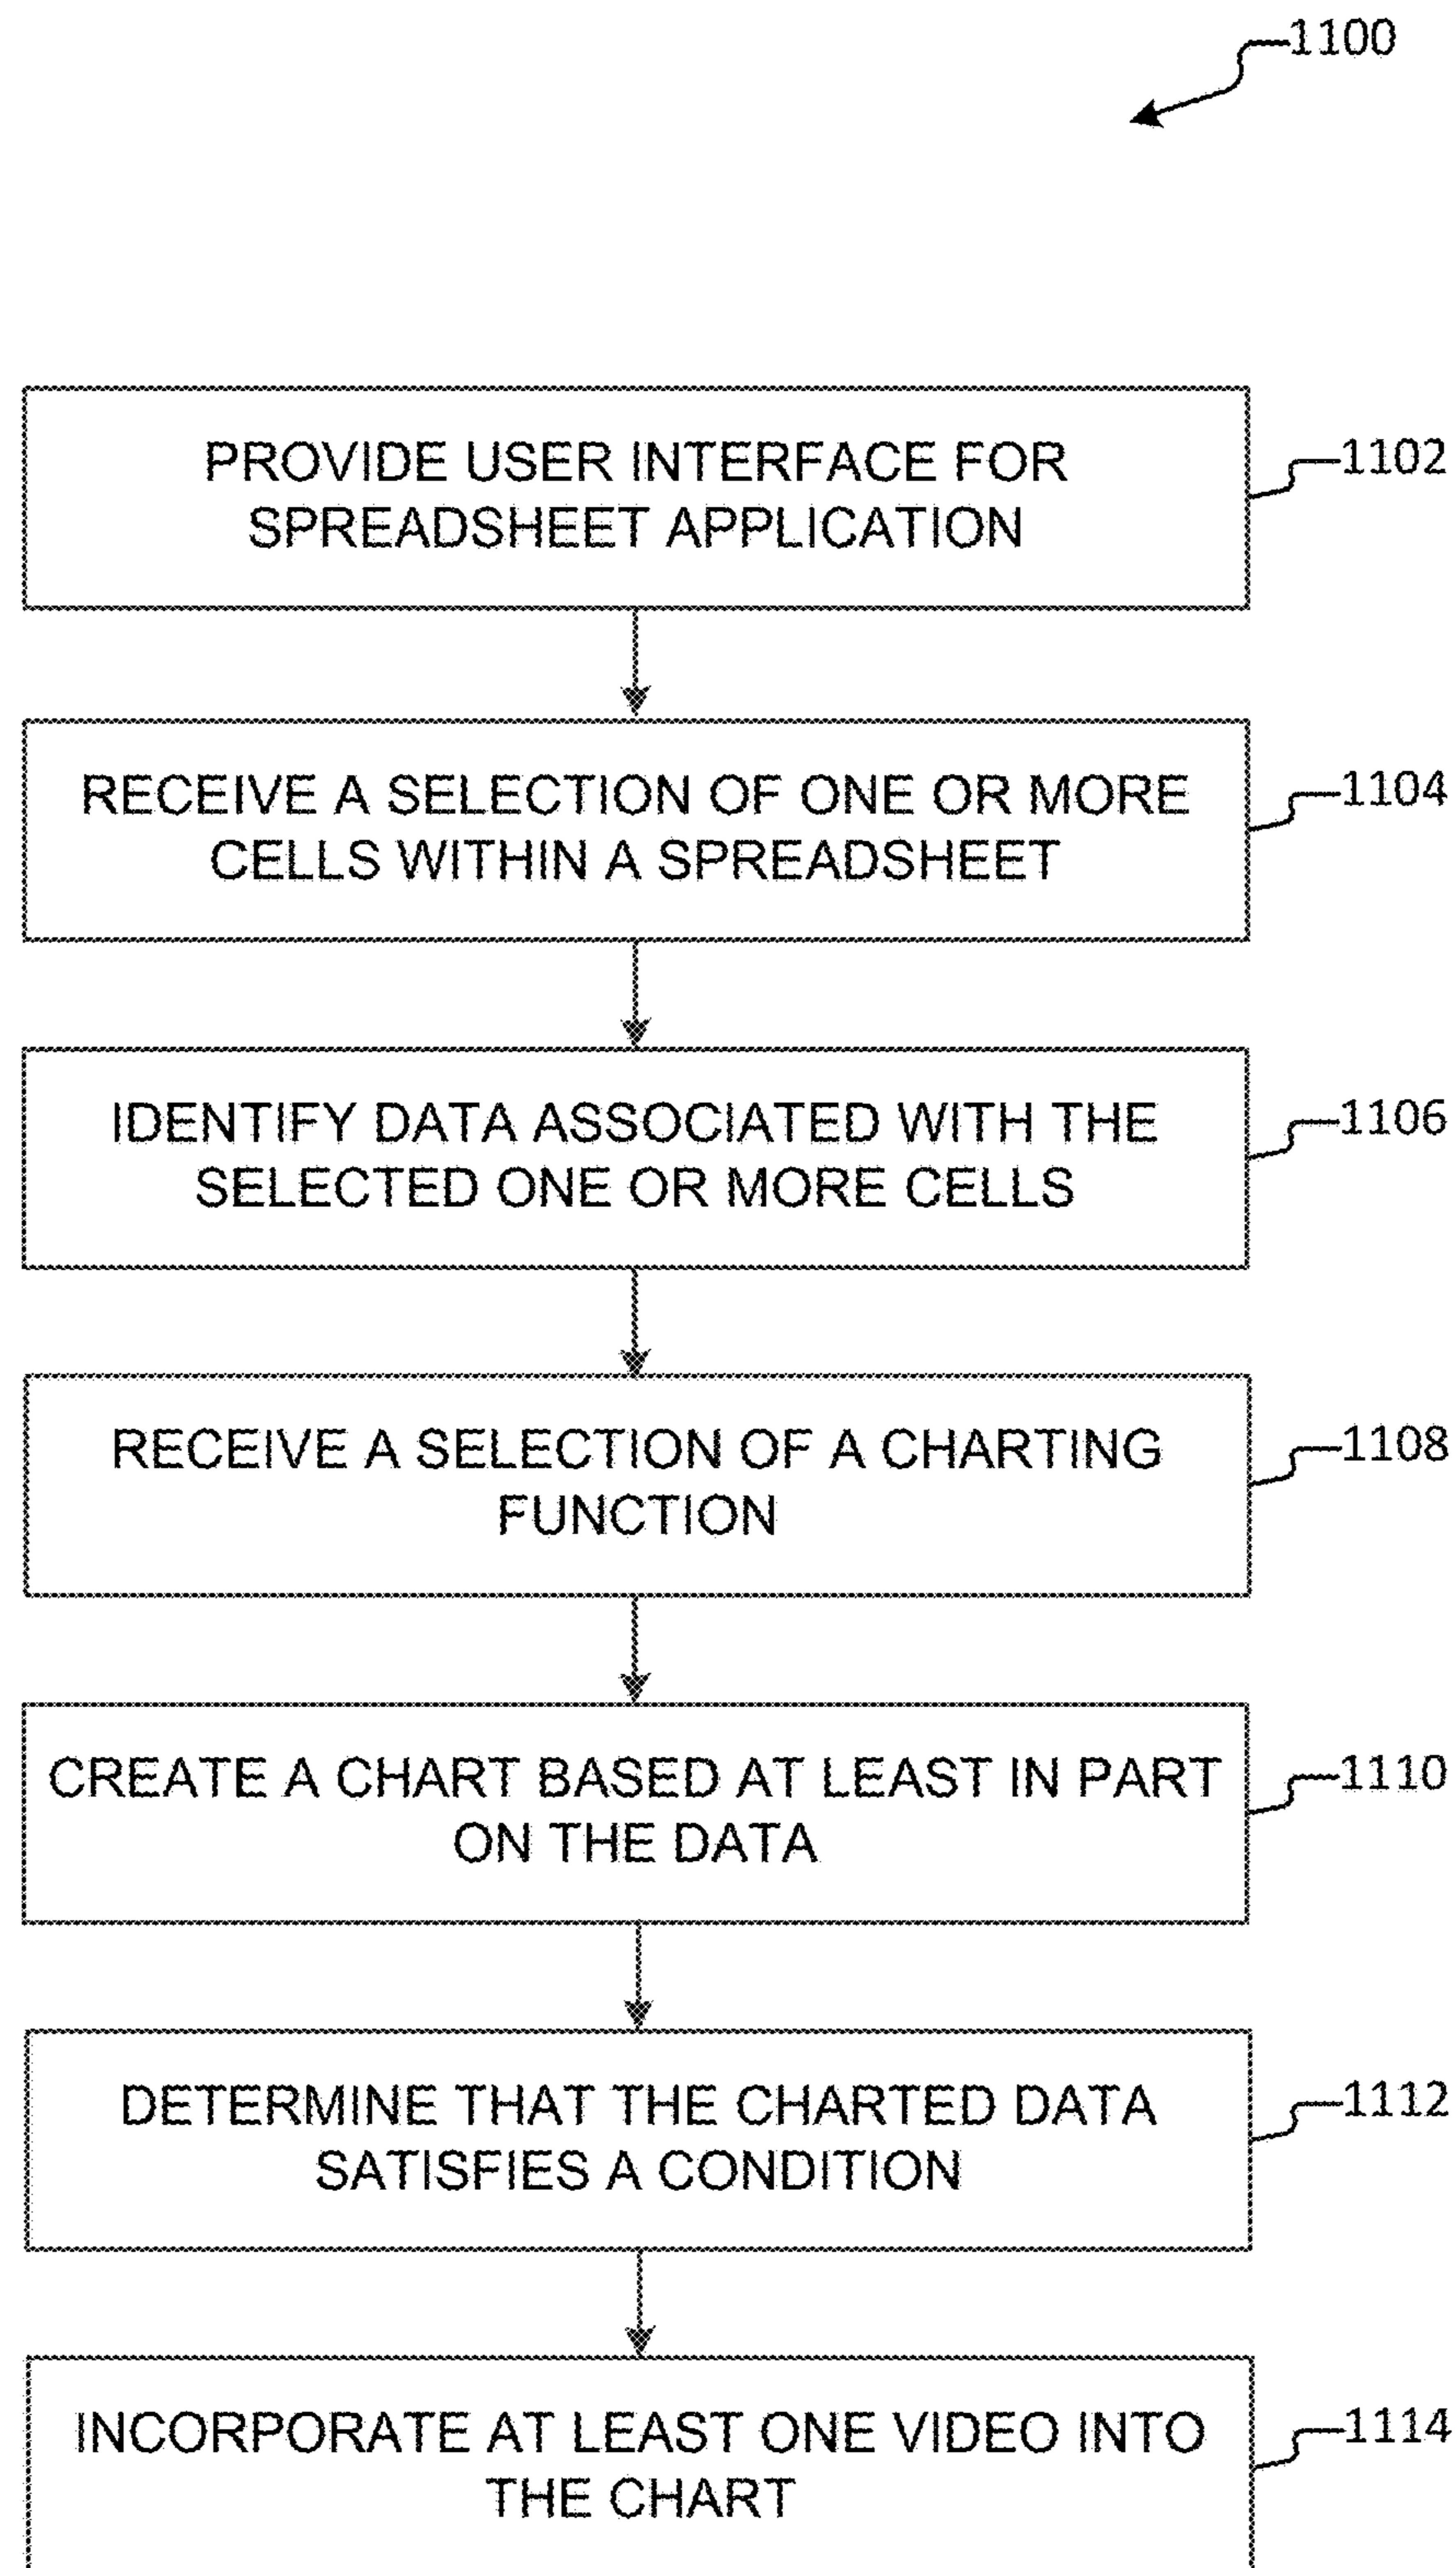 1100
PROVIDE USER INTERFACE FOR
SPREADSHEET APPLICATION
1102
RECEIVE A SELECTION OF ONE OR MORE
CELLS WITHIN A SPREADSHEET
1104
IDENTIFY DATA ASSOCIATED WITH THE
SELECTED ONE OR MORE CELLS
1106
RECEIVE A SELECTION OF A CHARTING
FUNCTION
1108
CREATE A CHART BASED AT LEAST IN PART
ON THE DATA
1110
DETERMINE THAT THE CHARTED DATA
SATISFIES A CONDITION
1112
INCORPORATE AT LEAST ONE VIDEO INTO
THE CHART
1114